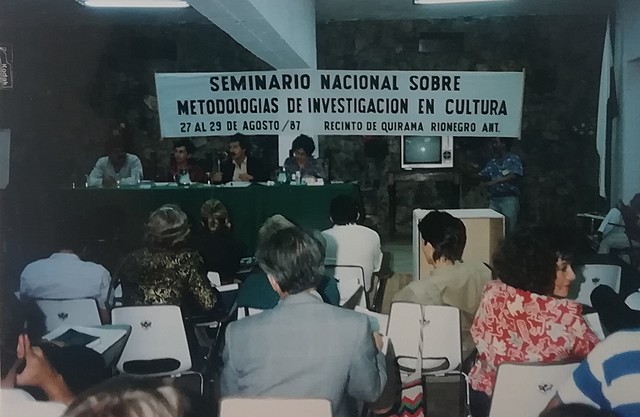 SEMINARIO NACIONAL SOBRE
METODOLOGIAS DE INVESTIGACION EN CULTURA
27 AL 29 DE AGOSTO/87 RECINTO DE QUIRAMA RIONEGRO ANT.
Kodak